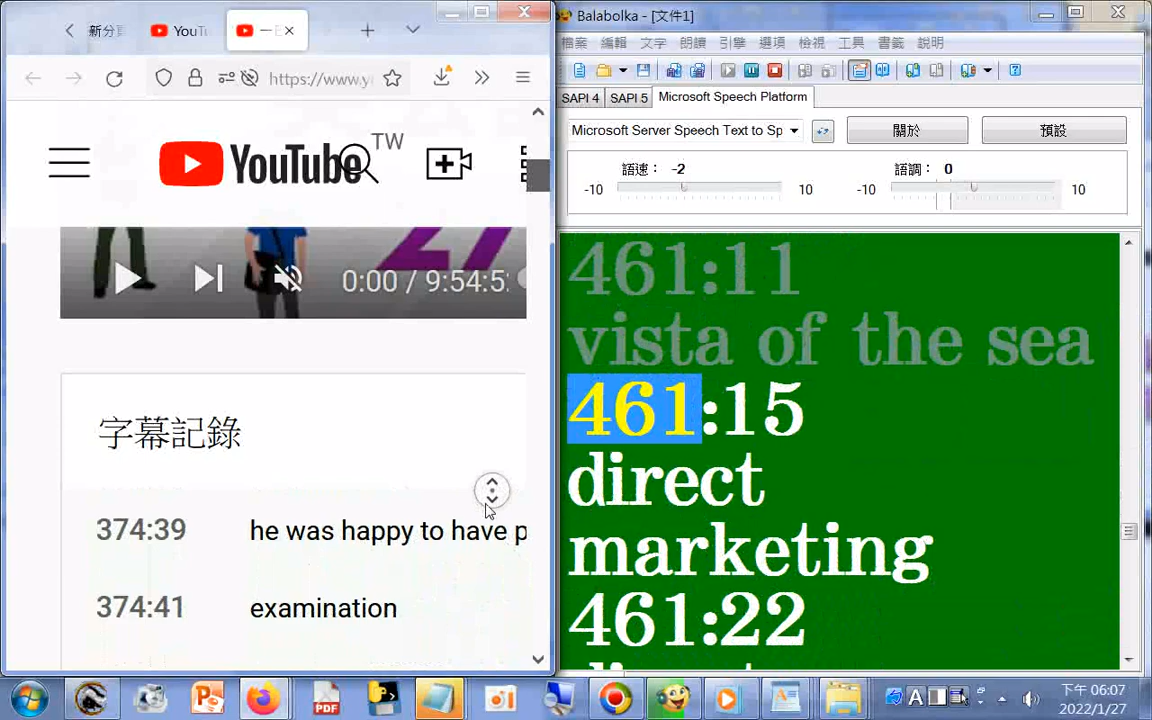 新分
YouTu
一 E
https://www.y
YouTube
TW
27
0:00 / 9:54:5
字幕記錄
374:39
he was happy to have p
374:41
examination
Balabolka - [文件1]
檔案 編輯 文字 朗讀 引擎 選項 檢視 工具 書籤 說明
SAPI 4 SAPI 5 Microsoft Speech Platform
Microsoft Server Speech Text to Sp
關於
預設
語速： -2
語調： 0
-10 10
-10 10
461:11
vista of the sea
461:15
direct
marketing
461:22
PDF
A
下午 06:07
2022/1/27